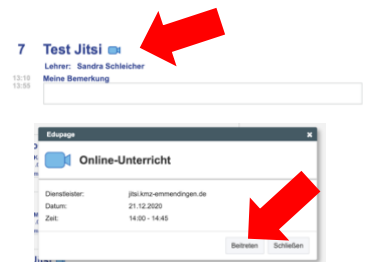 7 Test Jitsi
Lehrer: Sandra Schleicher
13:10 Meine Bemerkung
13:55
Edupage x
Online-Unterricht
Dienstleister: jitsi.kmz-emmendingen.de
Datum: 21.12.2020
Zeit: 14:00 - 14:45
Beitreten Schließen